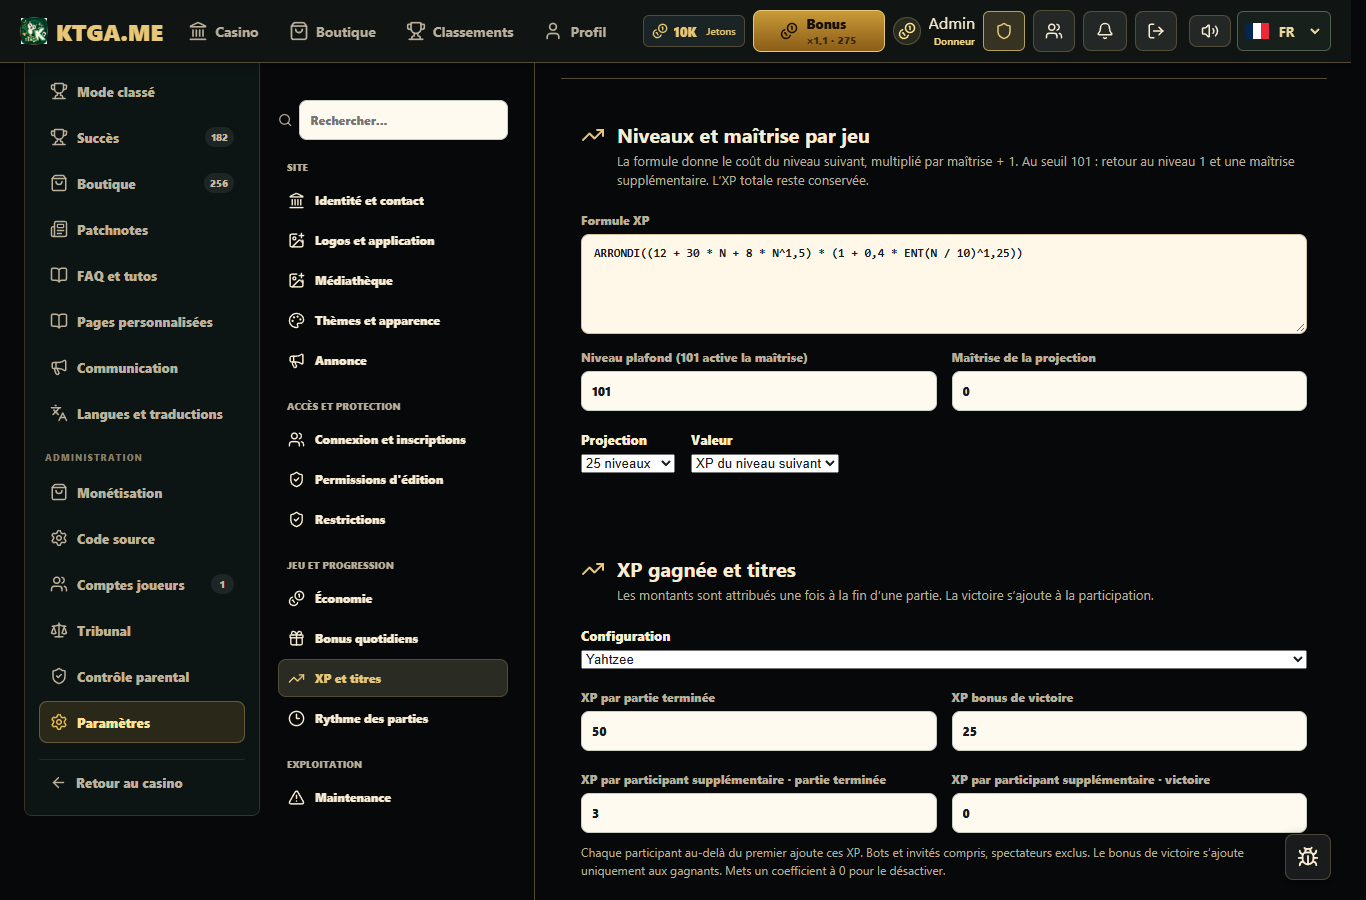 KTGA.ME
Casino
Boutique
Classements
Profil
10K Jetons
Bonus
×1,1 · 275
Admin
Donneur
FR
Mode classé
Succès 182
Boutique 256
Patchnotes
FAQ et tutos
Pages personnalisées
Communication
Langues et traductions
ADMINISTRATION
Monétisation
Code source
Comptes joueurs 1
Tribunal
Contrôle parental
Paramètres
Retour au casino
Rechercher...
SITE
Identité et contact
Logos et application
Médiathèque
Thèmes et apparence
Annonce
ACCÈS ET PROTECTION
Connexion et inscriptions
Permissions d'édition
Restrictions
JEU ET PROGRESSION
Économie
Bonus quotidiens
XP et titres
Rythme des parties
EXPLOITATION
Maintenance
Niveaux et maîtrise par jeu
La formule donne le coût du niveau suivant, multiplié par maîtrise + 1. Au seuil 101 : retour au niveau 1 et une maîtrise
supplémentaire. L’XP totale reste conservée.
Formule XP
ARRONDI((12 + 30 * N + 8 * N^1,5) * (1 + 0,4 * ENT(N / 10)^1,25))
Niveau plafond (101 active la maîtrise)
Maîtrise de la projection
101
0
Projection
Valeur
25 niveaux
XP du niveau suivant
XP gagnée et titres
Les montants sont attribués une fois à la fin d’une partie. La victoire s’ajoute à la participation.
Configuration
Yahtzee
XP par partie terminée
XP bonus de victoire
50
25
XP par participant supplémentaire · partie terminée
XP par participant supplémentaire · victoire
3
0
Chaque participant au-delà du premier ajoute ces XP. Bots et invités compris, spectateurs exclus. Le bonus de victoire s’ajoute
uniquement aux gagnants. Mets un coefficient à 0 pour le désactiver.